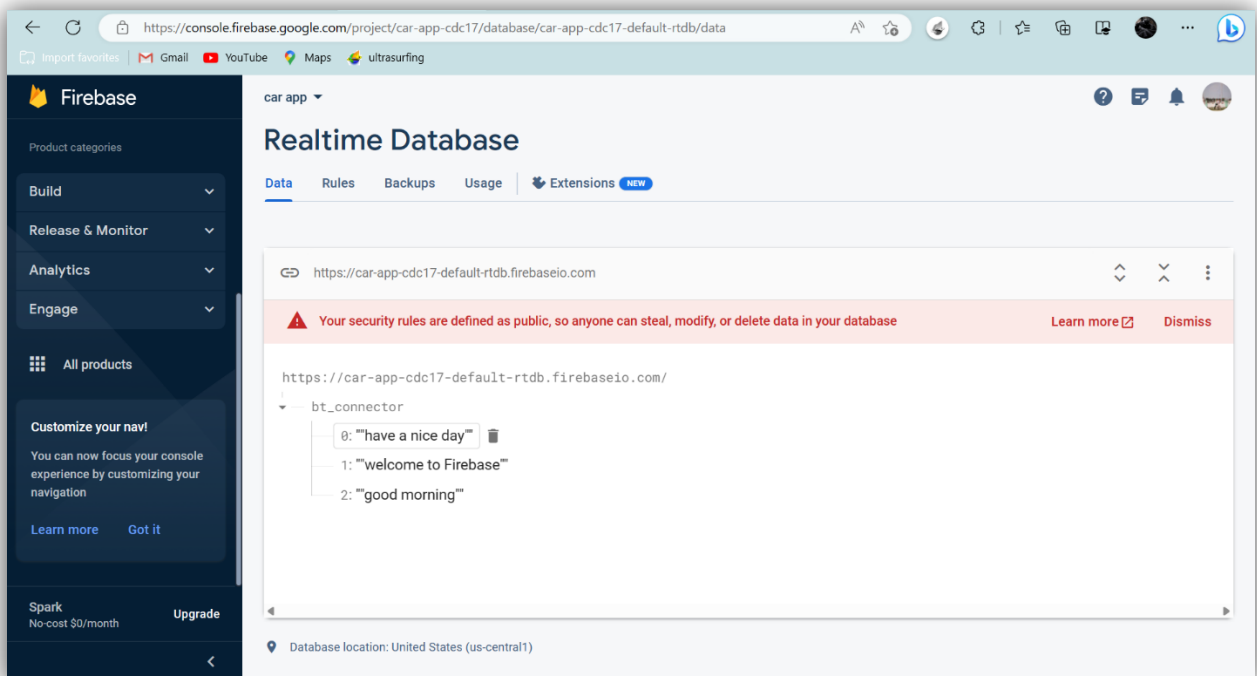 https://console.firebase.google.com/project/car-app-cdc17/database/car-app-cdc17-default-rtdb/data
Import favorites Gmail YouTube Maps ultrasurfing
Firebase
car app
Realtime Database
Product categories
Data Rules Backups Usage Extensions NEW
Build
Release & Monitor
Analytics
https://car-app-cdc17-default-rtdb.firebaseio.com
Engage
Your security rules are defined as public, so anyone can steal, modify, or delete data in your database Learn more Dismiss
All products
https://car-app-cdc17-default-rtdb.firebaseio.com/
bt_connector
0: ""have a nice day""
1: ""welcome to Firebase""
2: ""good morning""
Customize your nav!
You can now focus your console
experience by customizing your
navigation
Learn more Got it
Spark
No-cost $0/month
Upgrade
Database location: United States (us-central1)